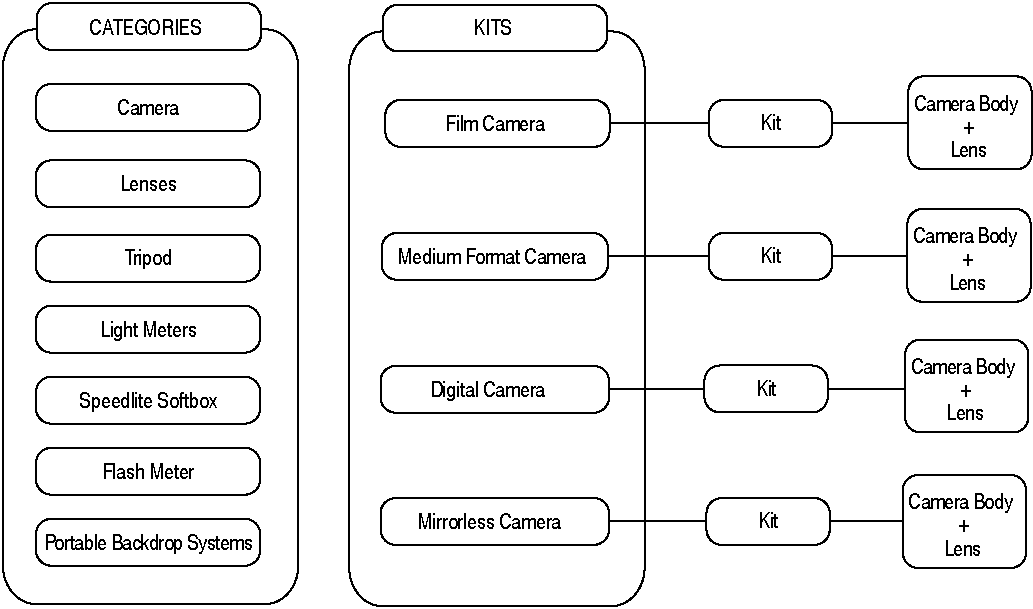 CATEGORIES
Camera
Lenses
Tripod
Light Meters
Speedlite Softbox
Flash Meter
Portable Backdrop Systems
KITS
Film Camera
Kit
Camera Body
+
Lens
Medium Format Camera
Kit
Camera Body
+
Lens
Digital Camera
Kit
Camera Body
+
Lens
Mirrorless Camera
Kit
Camera Body
+
Lens